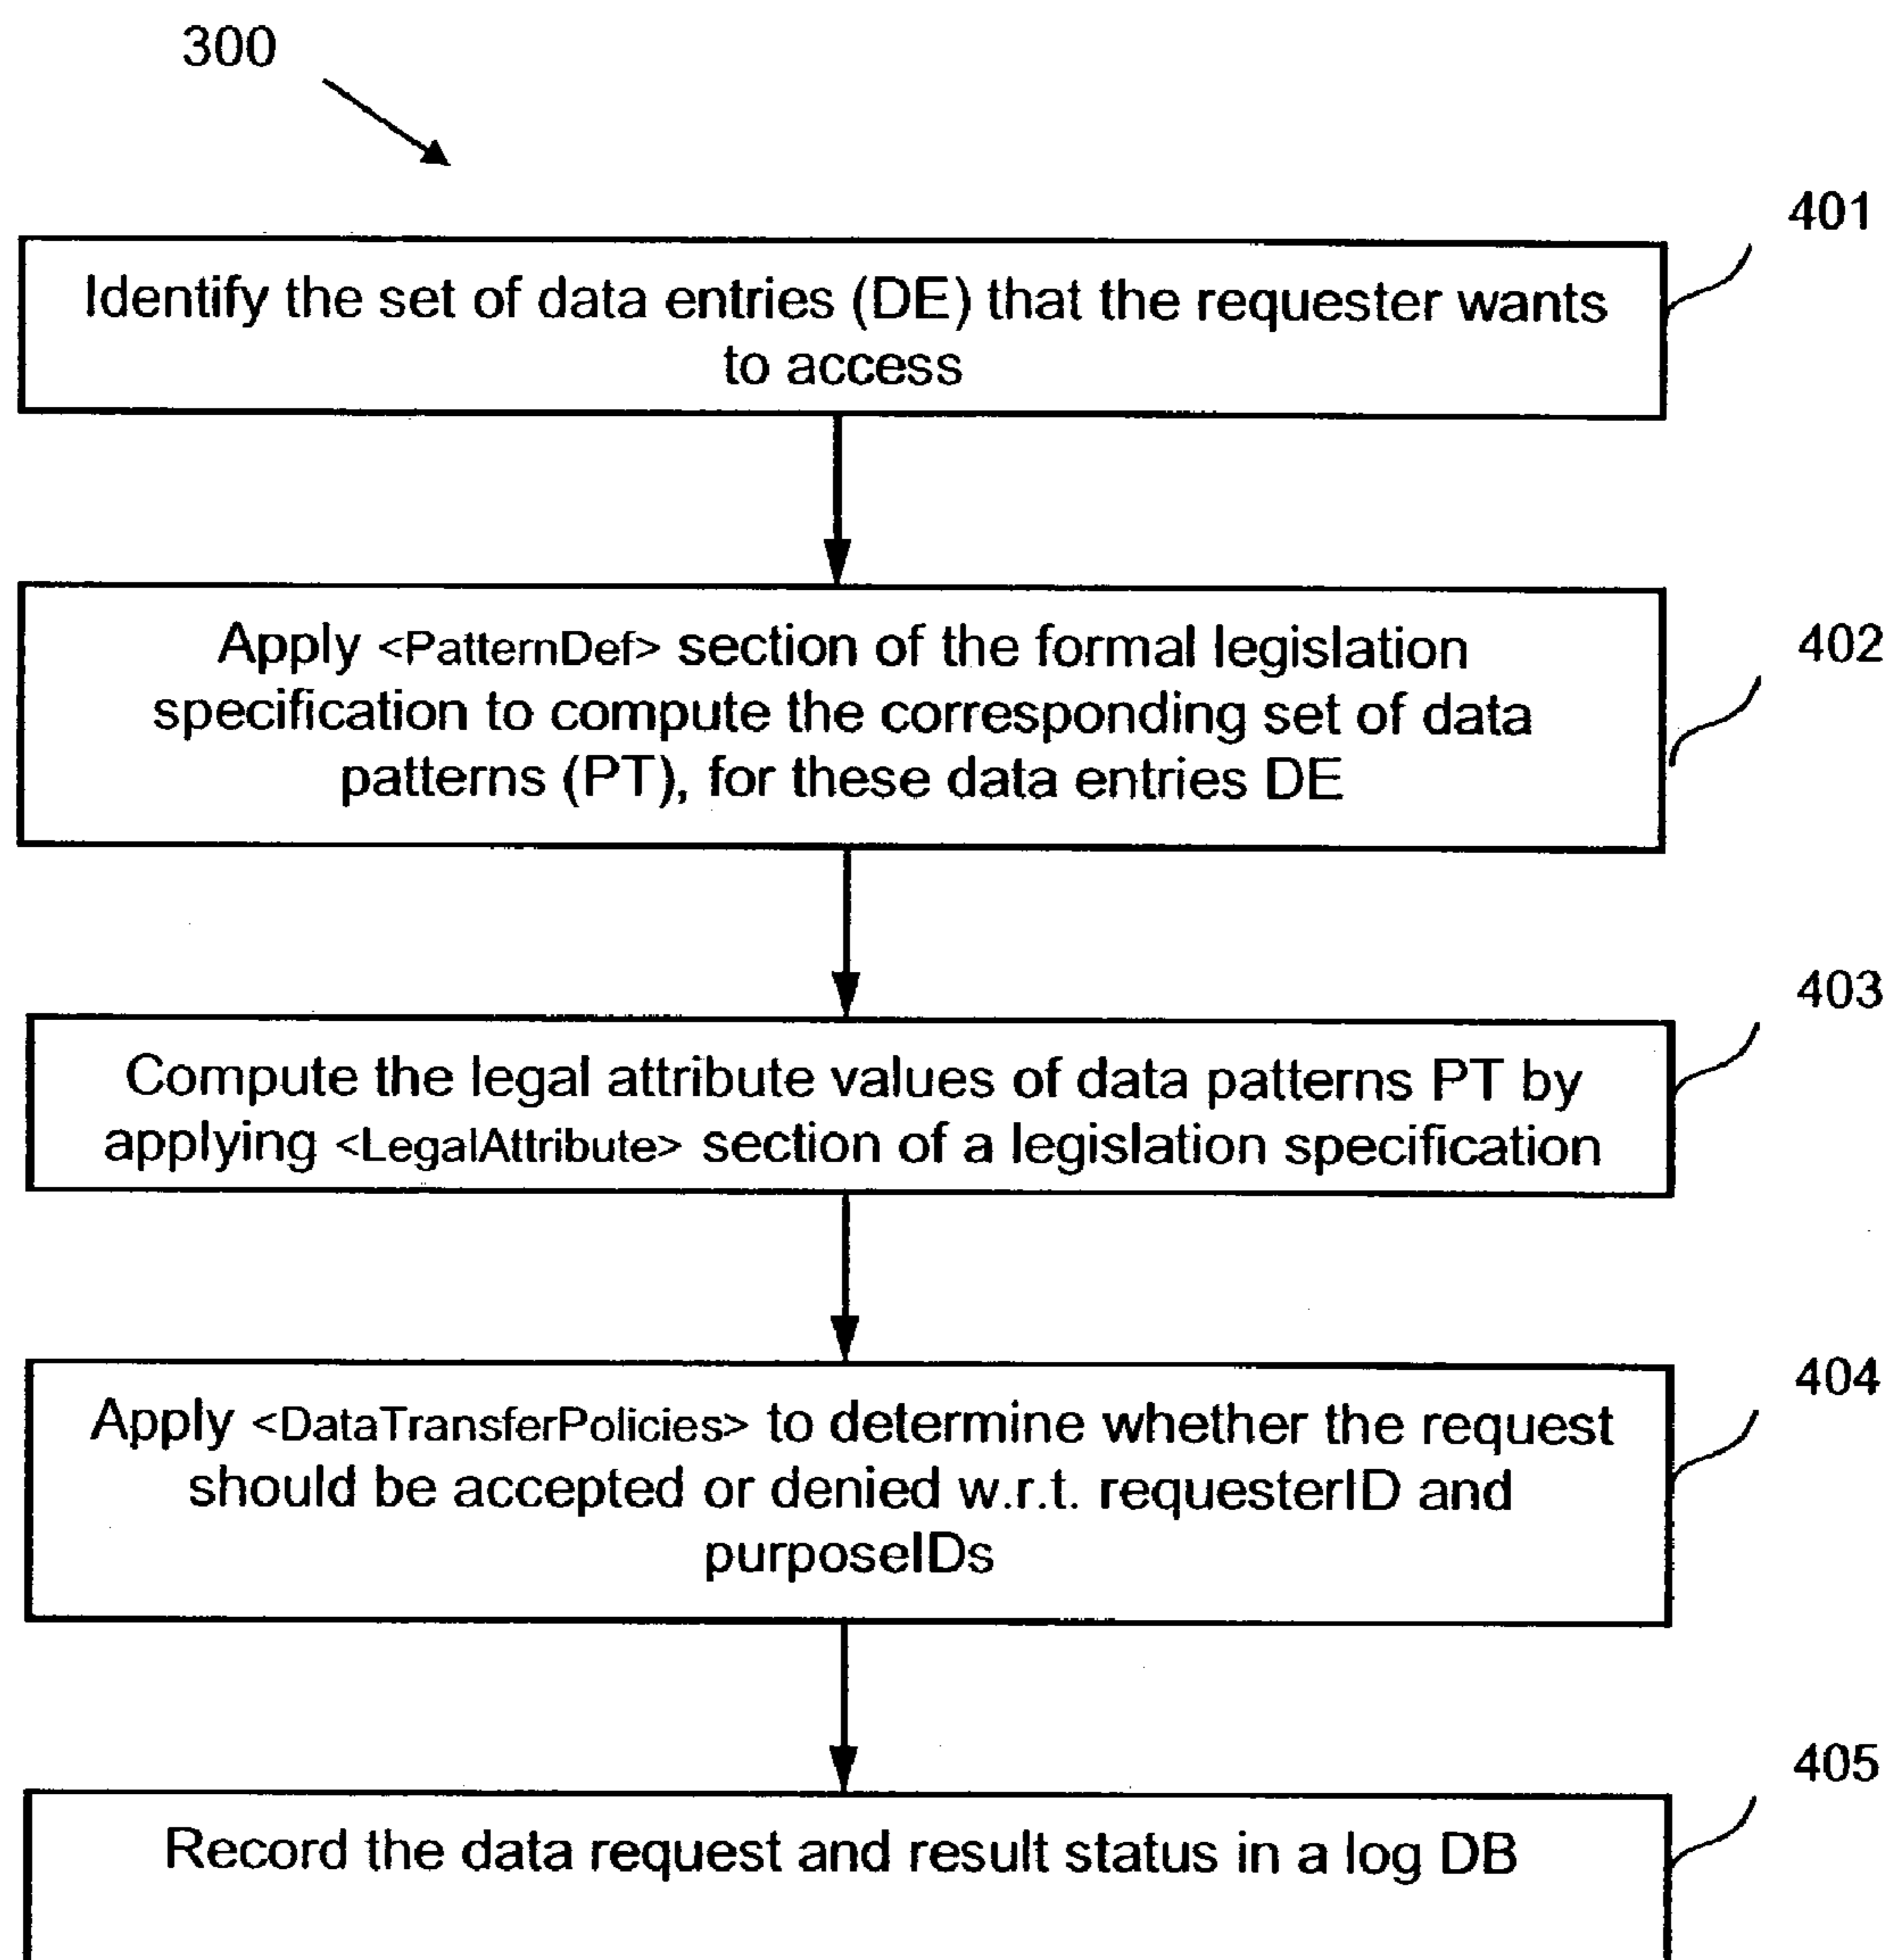 300
401
Identify the set of data entries (DE) that the requester wants
to access
402
Apply <PatternDef> section of the formal legislation
specification to compute the corresponding set of data
patterns (PT), for these data entries DE
403
Compute the legal attribute values of data patterns PT by
applying <LegalAttribute> section of a legislation specification
404
Apply <DataTransferPolicies> to determine whether the request
should be accepted or denied w.r.t. requesterID and
purposeIDs
405
Record the data request and result status in a log DB